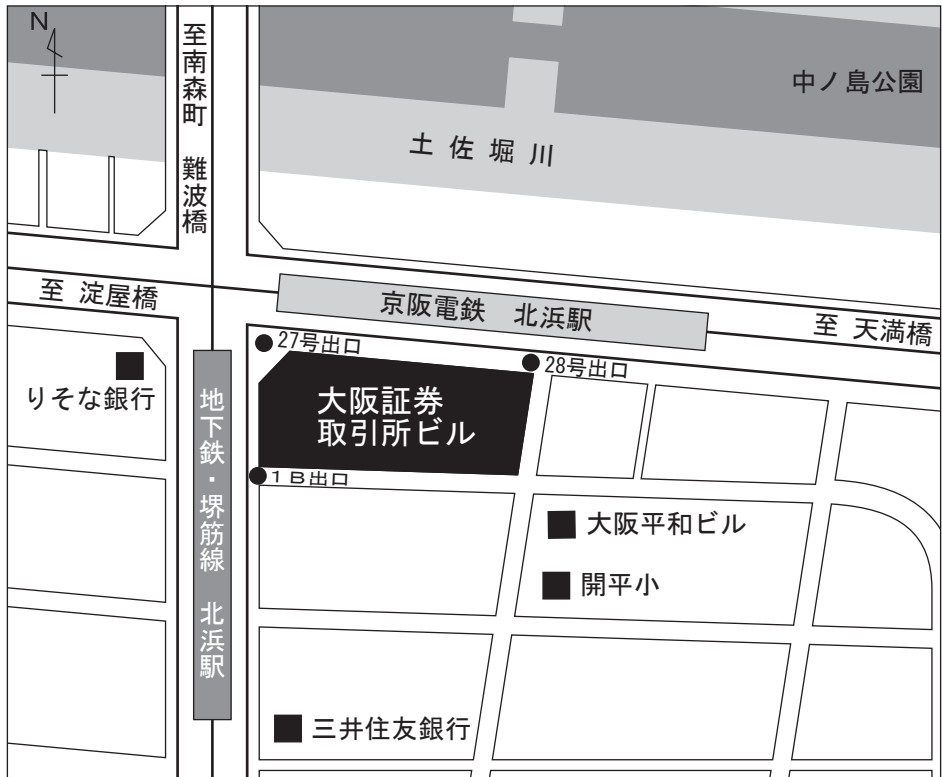 N
至南森町 難波橋
中ノ島公園
土佐堀川
至 淀屋橋
京阪電鉄 北浜駅
至 天満橋
27号出口
28号出口
りそな銀行
大阪証券
取引所ビル
地下鉄・堺筋線 北浜駅
1B出口
大阪平和ビル
開平小
三井住友銀行